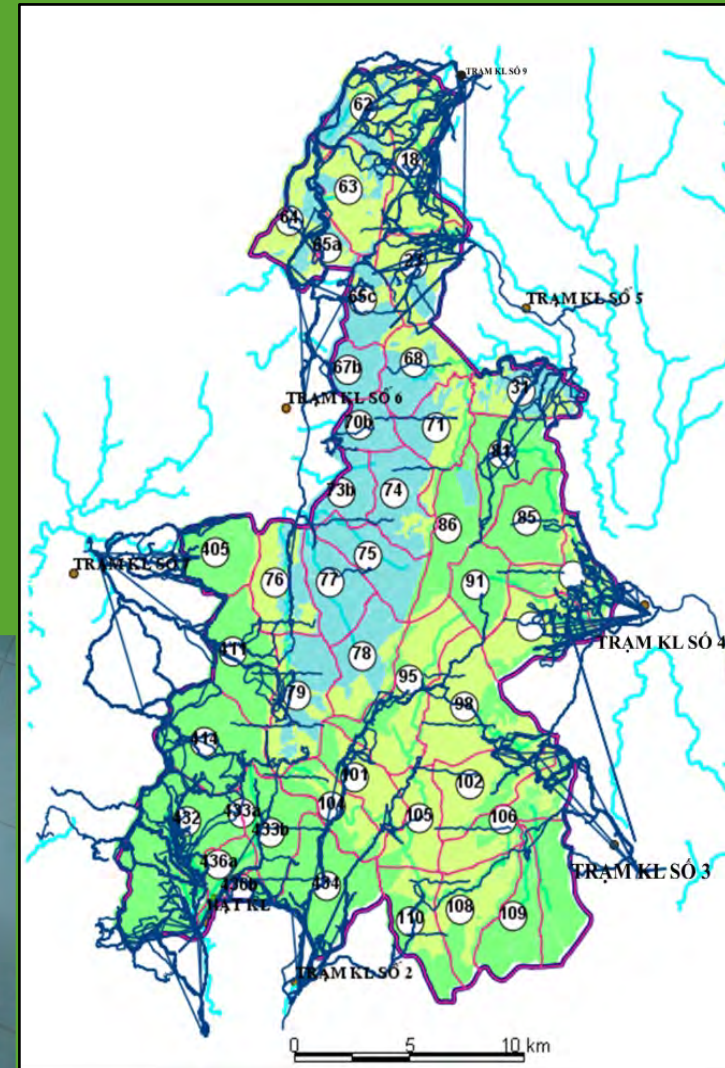 TRẠM KL SỐ 9
62
18
63
64
65a
23
65c
TRẠM KL SỐ 5
68
67b
31
TRẠM KL SỐ 6
70b
71
81
73b
74
85
86
405
75
TRẠM KL SỐ
76
77
91
TRẠM KL SỐ 4
411
78
95
79
98
414
101
102
104
433a
432
105
106
433b
436a
TRẠM KL SỐ 3
436b
434
HẠT KL
108
109
110
TRẠM KL SỐ 2
0 5 10 km